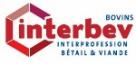 BOVINS
interbev
INTERPROFESSION
BÉTAIL & VIANDE